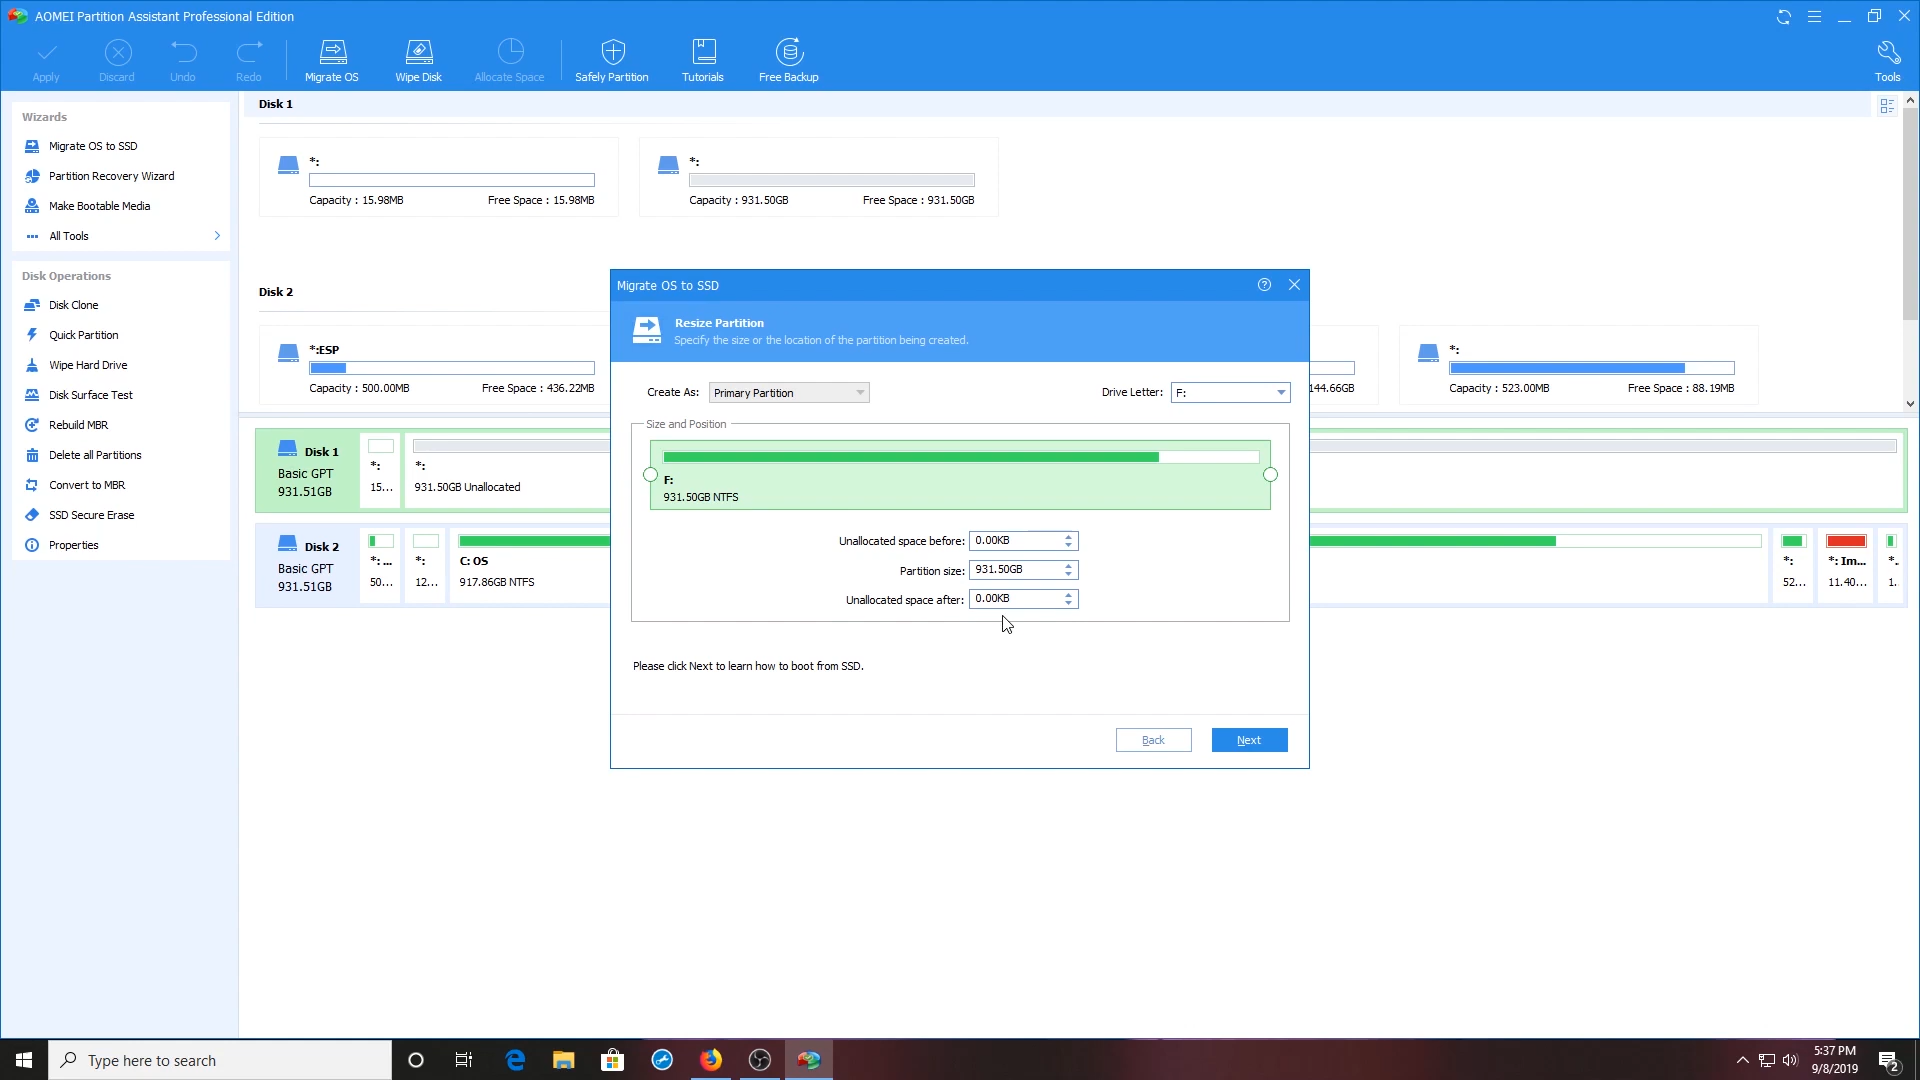 AOMEI Partition Assistant Professional Edition
Apply
Discard
Undo
Redo
Migrate OS
Wipe Disk
Allocate Space
Safely Partition
Tutorials
Free Backup
Tools
Wizards
Migrate OS to SSD
Partition Recovery Wizard
Make Bootable Media
All Tools
Disk Operations
Disk Clone
Quick Partition
Wipe Hard Drive
Disk Surface Test
Rebuild MBR
Delete all Partitions
Convert to MBR
SSD Secure Erase
Properties
Disk 1
*:
Capacity : 15.98MB Free Space : 15.98MB
*:
Capacity : 931.50GB Free Space : 931.50GB
Disk 2
*:ESP
Capacity : 500.00MB Free Space : 436.22MB
144.66GB
*:
Capacity : 523.00MB Free Space : 88.19MB
Disk 1
Basic GPT
931.51GB
*:
15...
*:
931.50GB Unallocated
Disk 2
Basic GPT
931.51GB
*: ...
50...
*:
12...
C: OS
917.86GB NTFS
*:
52...
*: Im...
11.40...
*.
1.
Migrate OS to SSD
Resize Partition
Specify the size or the location of the partition being created.
Create As: Primary Partition
Drive Letter: F:
Size and Position
F:
931.50GB NTFS
Unallocated space before: 0.00KB
Partition size: 931.50GB
Unallocated space after: 0.00KB
Please click Next to learn how to boot from SSD.
Back
Next
Type here to search
5:37 PM
9/8/2019
2